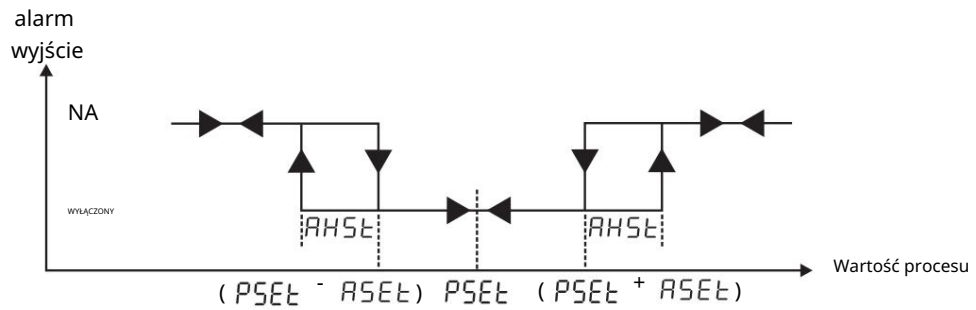 alarm
wyjście
NA
WYŁĄCZONY
AHSt AHSt
Wartość procesu
( PSEt - ASEt ) PSEt ( PSEt + ASEt )